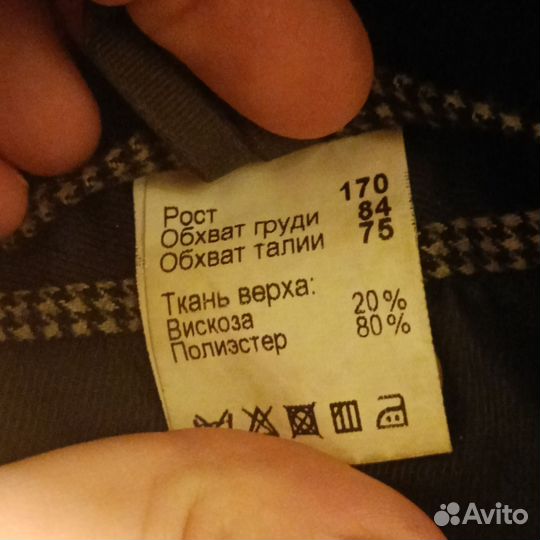 Рост 170
Обхват груди 84
Обхват талии 75
Ткань верха:
Вискоза 20%
Полиэстер 80%
Avito